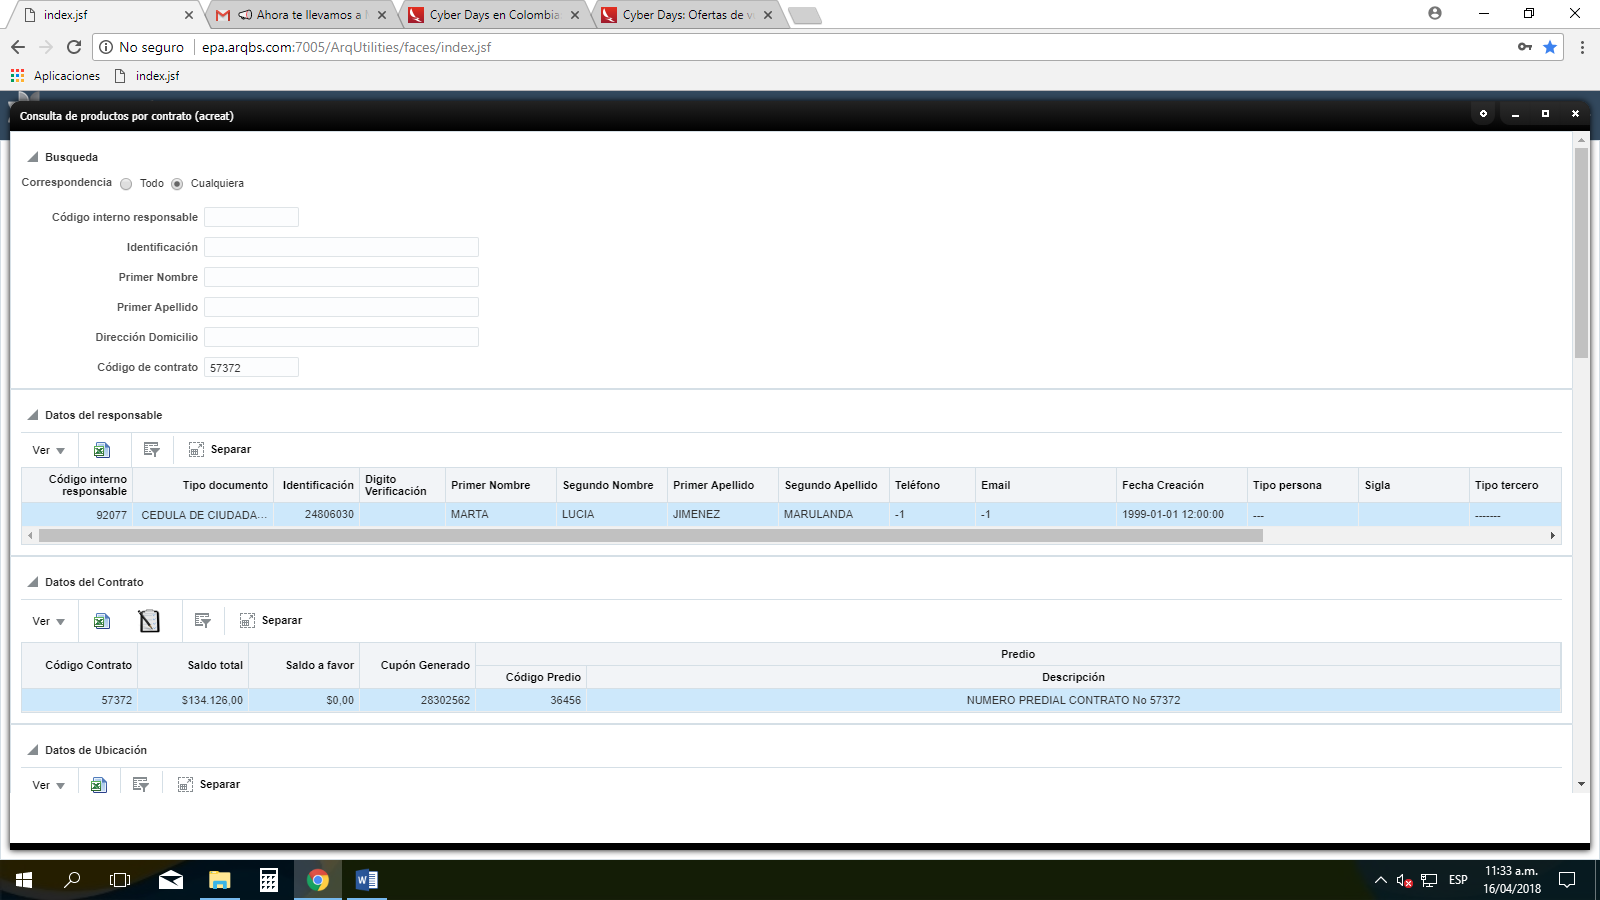 index.jsf
Ahora te llevamos a
Cyber Days en Colombia
Cyber Days: Ofertas de v
No seguro
epa.arqbs.com:7005/ArqUtilities/faces/index.jsf
Aplicaciones
index.jsf
Consulta de productos por contrato (acreat)
Busqueda
Correspondencia Todo Cualquiera
Código interno responsable
Identificación
Primer Nombre
Primer Apellido
Dirección Domicilio
Código de contrato 57372
Datos del responsable
Ver Separar
Código interno responsable Tipo documento Identificación Digito Verificación Primer Nombre Segundo Nombre Primer Apellido Segundo Apellido Teléfono Email Fecha Creación Tipo persona Sigla Tipo tercero
92077 CEDULA DE CIUDADA... 24806030 MARTA LUCIA JIMENEZ MARULANDA -1 -1 1999-01-01 12:00:00 --- -------
Datos del Contrato
Ver Separar
Predio
Código Contrato Saldo total Saldo a favor Cupón Generado Código Predio Descripción
57372 $134.126,00 $0,00 28302562 36456 NUMERO PREDIAL CONTRATO No 57372
Datos de Ubicación
Ver Separar
ESP
11:33 a.m.
16/04/2018